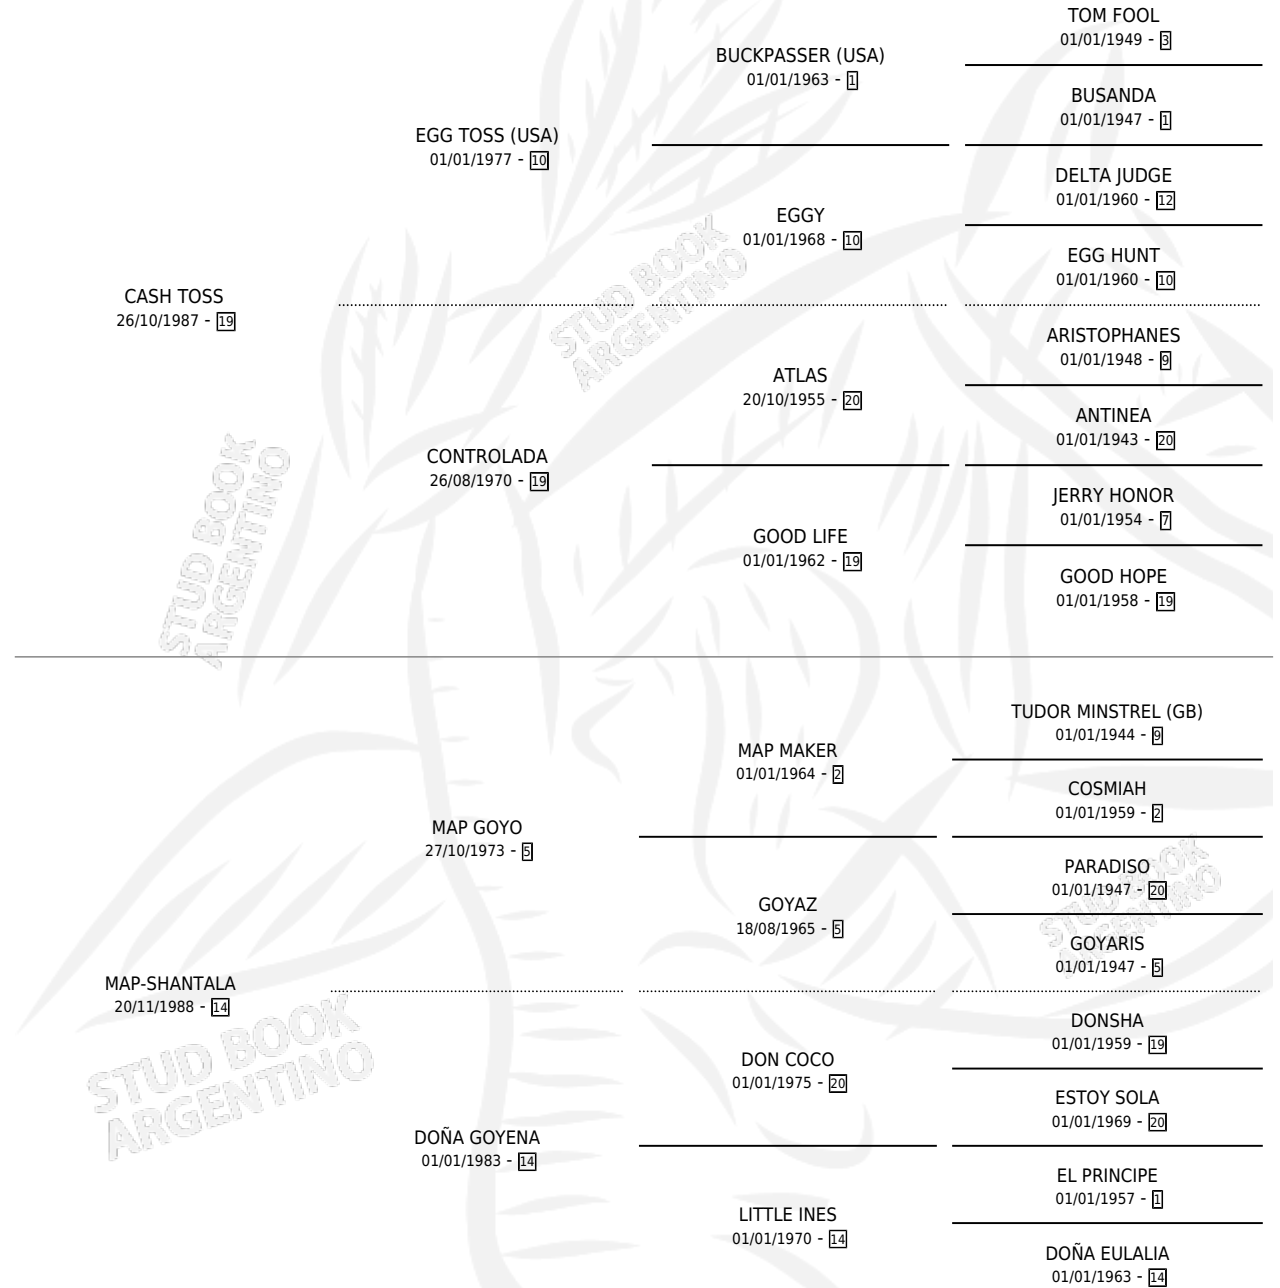 TOM FOOL
01/01/1949 - 3
BUCKPASSER (USA)
01/01/1963 - 1
BUSANDA
01/01/1947 - 1
EGG TOSS (USA)
01/01/1977 - 10
DELTA JUDGE
01/01/1960 - 12
EGGY
01/01/1968 - 10
EGG HUNT
01/01/1960 - 10
CASH TOSS
26/10/1987 - 19
STUD BOOK
ARGENTINO
ARISTOPHANES
01/01/1948 - 9
ATLAS
20/10/1955 - 20
ANTINEA
01/01/1943 - 20
CONTROLADA
26/08/1970 - 19
JERRY HONOR
01/01/1954 - 7
GOOD LIFE
01/01/1962 - 19
GOOD HOPE
01/01/1958 - 19
STUD BOOK
ARGENTINO
TUDOR MINSTREL (GB)
01/01/1944 - 9
MAP MAKER
01/01/1964 - 2
COSMIAH
01/01/1959 - 2
MAP GOYO
27/10/1973 - 5
PARADISO
01/01/1947 - 20
GOYAZ
18/08/1965 - 5
GOYARIS
01/01/1947 - 5
STUD BOOK
ARGENTINO
MAP-SHANTALA
20/11/1988 - 14
DONSHA
01/01/1959 - 19
DON COCO
01/01/1975 - 20
ESTOY SOLA
01/01/1969 - 20
STUD BOOK
ARGENTINO
DOÑA GOYENA
01/01/1983 - 14
EL PRINCIPE
01/01/1957 - 1
LITTLE INES
01/01/1970 - 14
DOÑA EULALIA
01/01/1963 - 14